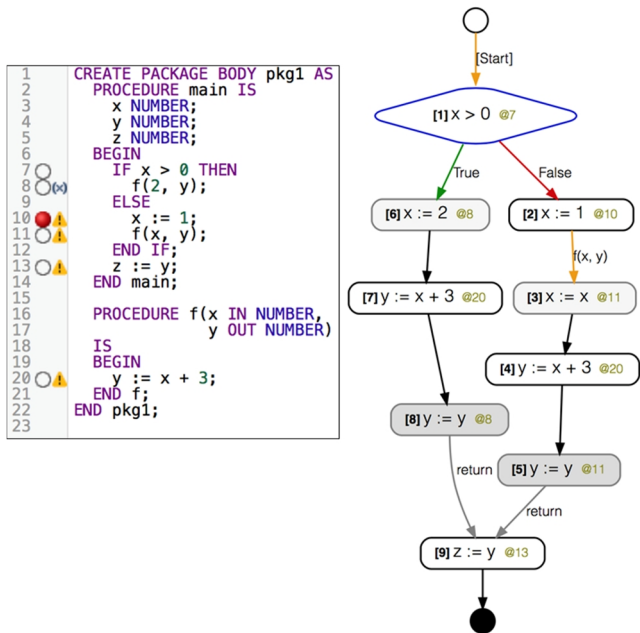 1 CREATE PACKAGE BODY pkg1 AS
2 PROCEDURE main IS
3 x NUMBER;
4 y NUMBER;
5 z NUMBER;
6 BEGIN
7 IF x > 0 THEN
8 (x) f(2, y);
9 ELSE
10 x := 1;
11 f(x, y);
12 END IF;
13 z := y;
14 END main;
15
16 PROCEDURE f(x IN NUMBER,
17 y OUT NUMBER)
18 IS
19 BEGIN
20 y := x + 3;
21 END f;
22 END pkg1;
23
[Start]
[1] x > 0 @7
True
False
[6] x := 2 @8
[2] x := 1 @10
f(x, y)
[7] y := x + 3 @20
[3] x := x @11
[4] y := x + 3 @20
[8] y := y @8
[5] y := y @11
return
return
[9] z := y @13